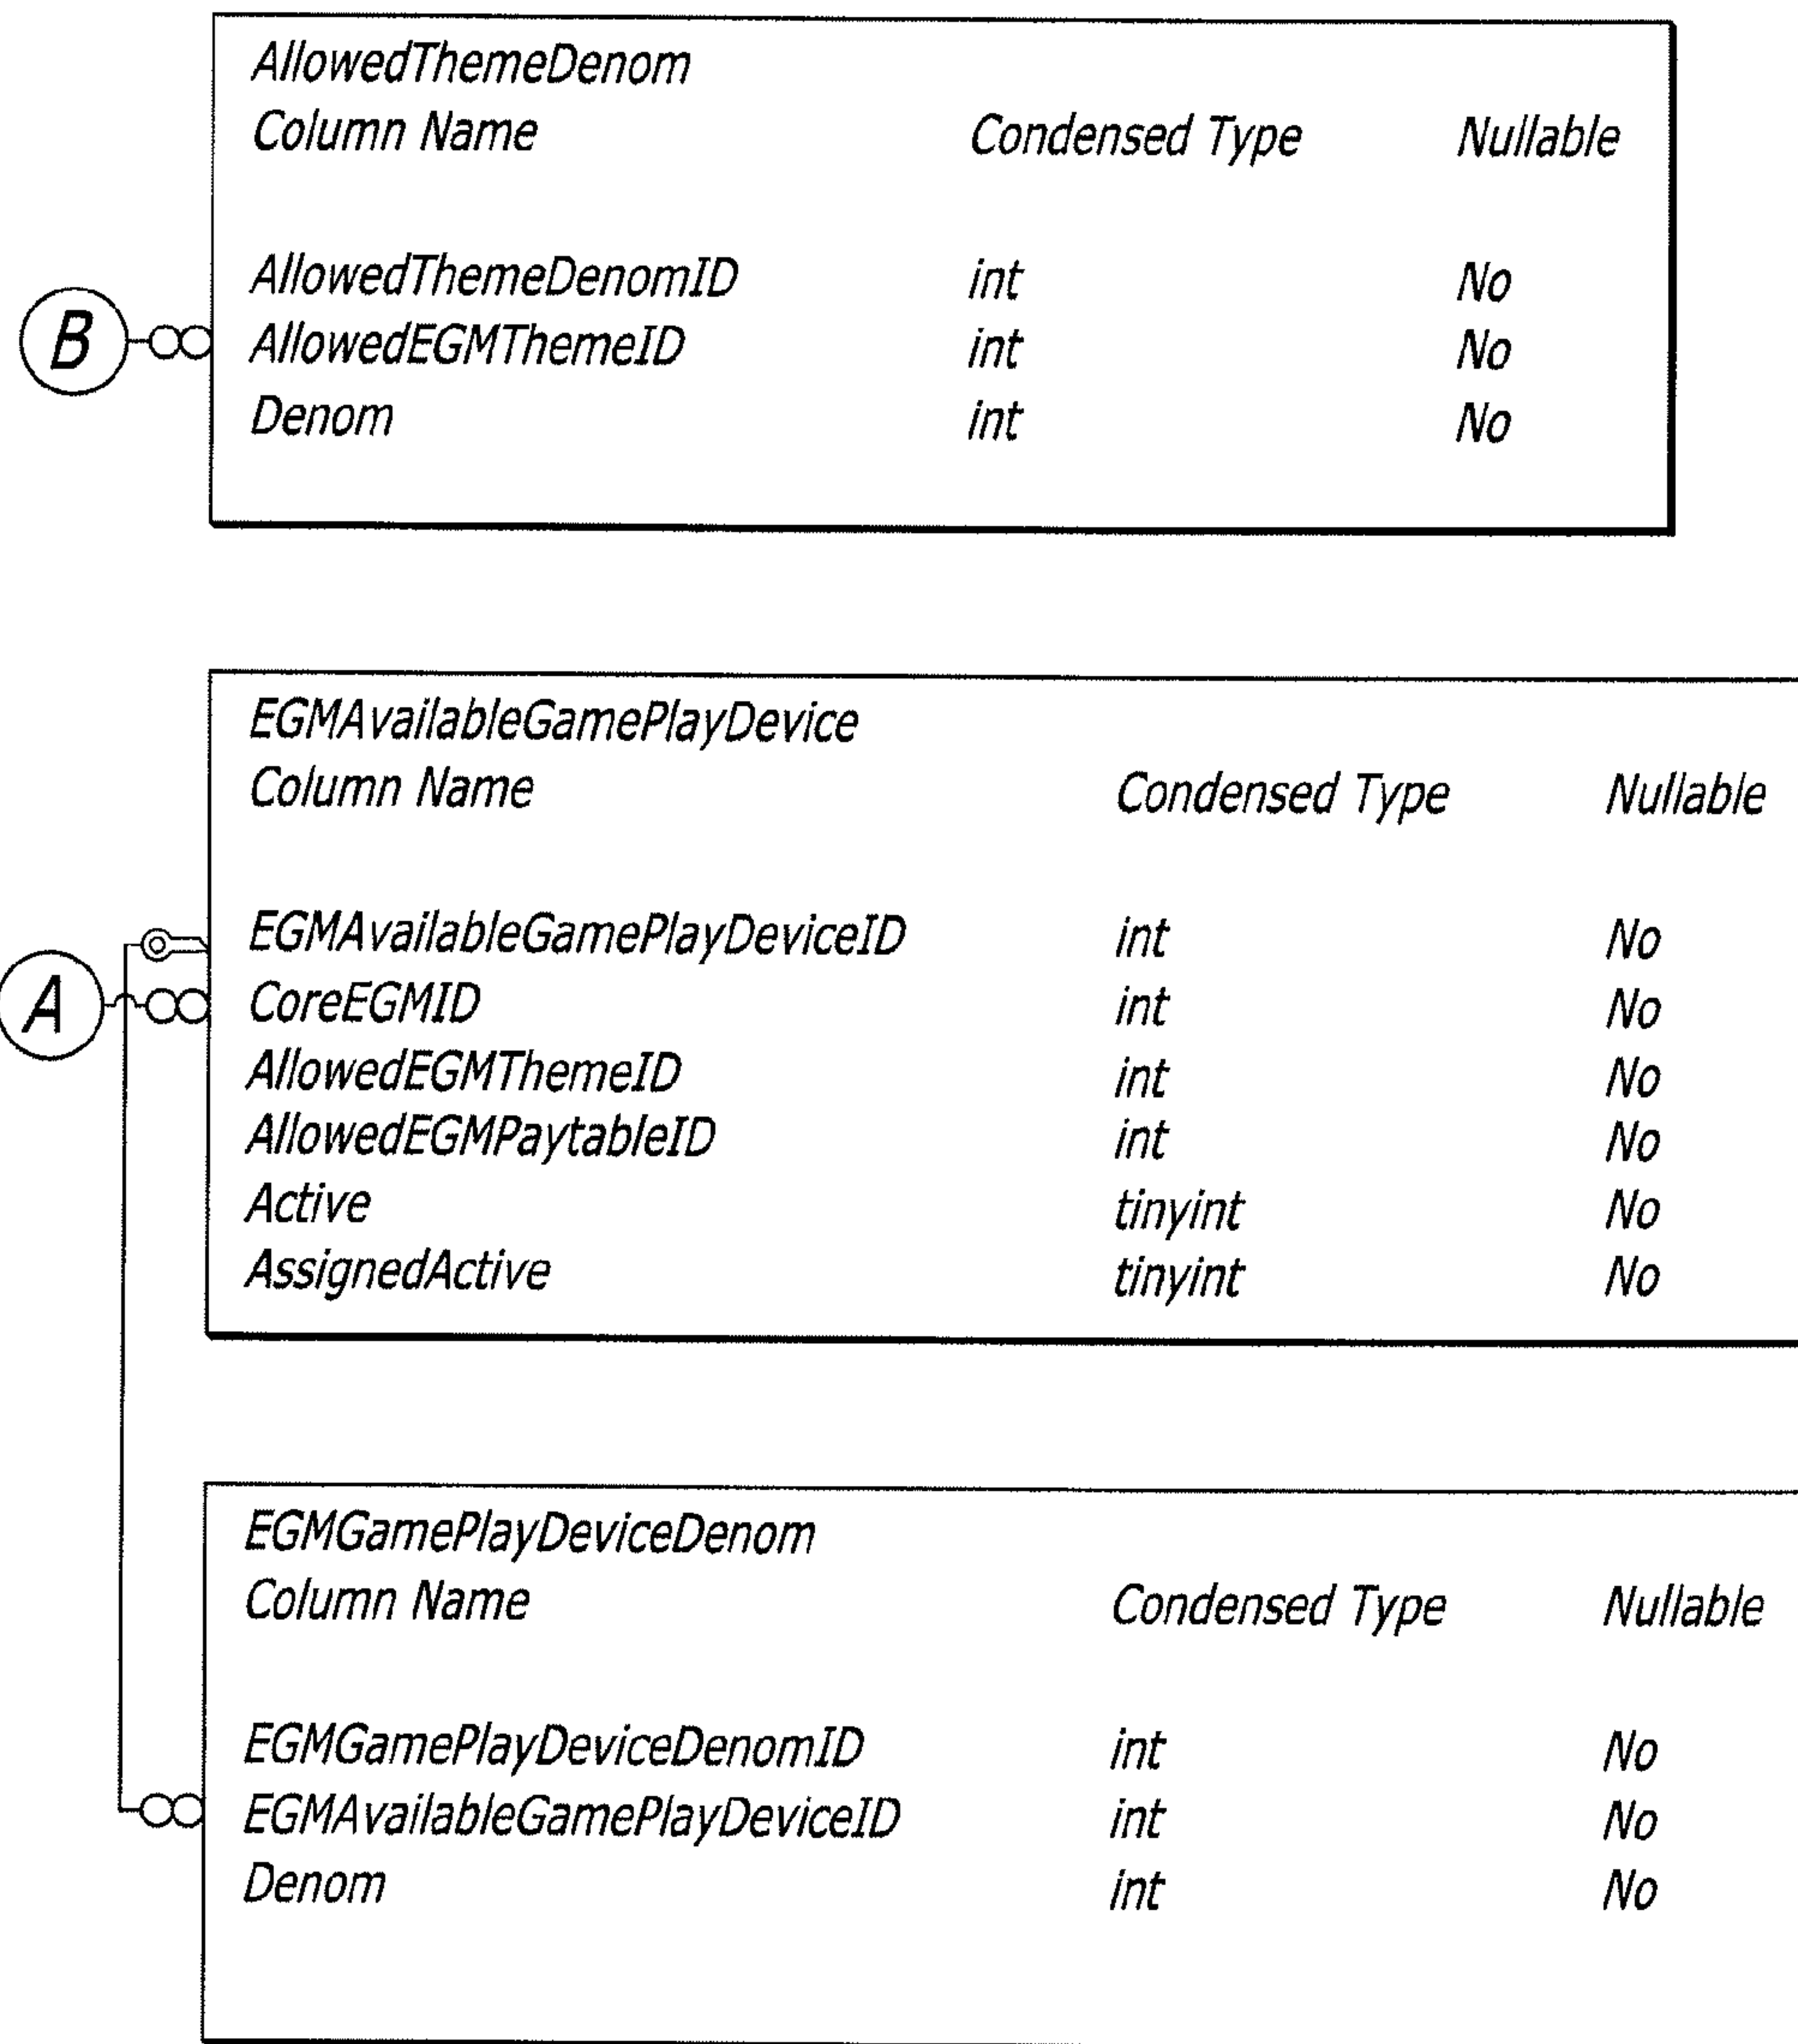 AllowedThemeDenom
Column Name Condensed Type Nullable
AllowedThemeDenomID int No
B
AllowedEGMThemeID int No
Denom int No
EGMAvailableGamePlayDevice
Column Name Condensed Type Nullable
EGMAvailableGamePlayDeviceID int No
A
CoreEGMID int No
AllowedEGMThemeID int No
AllowedEGMPaytableID int No
Active tinyint No
AssignedActive tinyint No
EGMGamePlayDeviceDenom
Column Name Condensed Type Nullable
EGMGamePlayDeviceDenomID int No
EGMAvailableGamePlayDeviceID int No
Denom int No